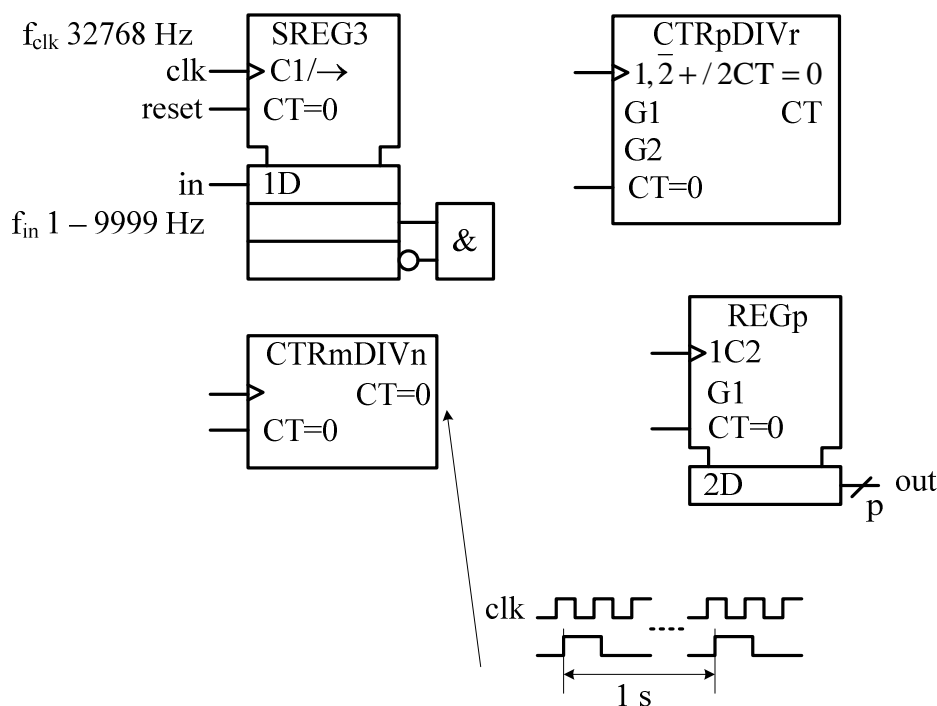 f_clk 32768 Hz
clk
reset
in
f_in 1 – 9999 Hz
SREG3
C1/→
CT=0
1D
&
CTRpDIVr
1, 2̄ + / 2CT = 0
G1 CT
G2
CT=0
CTRmDIVn
CT=0
CT=0
REGp
1C2
G1
CT=0
2D
p
out
clk
1 s